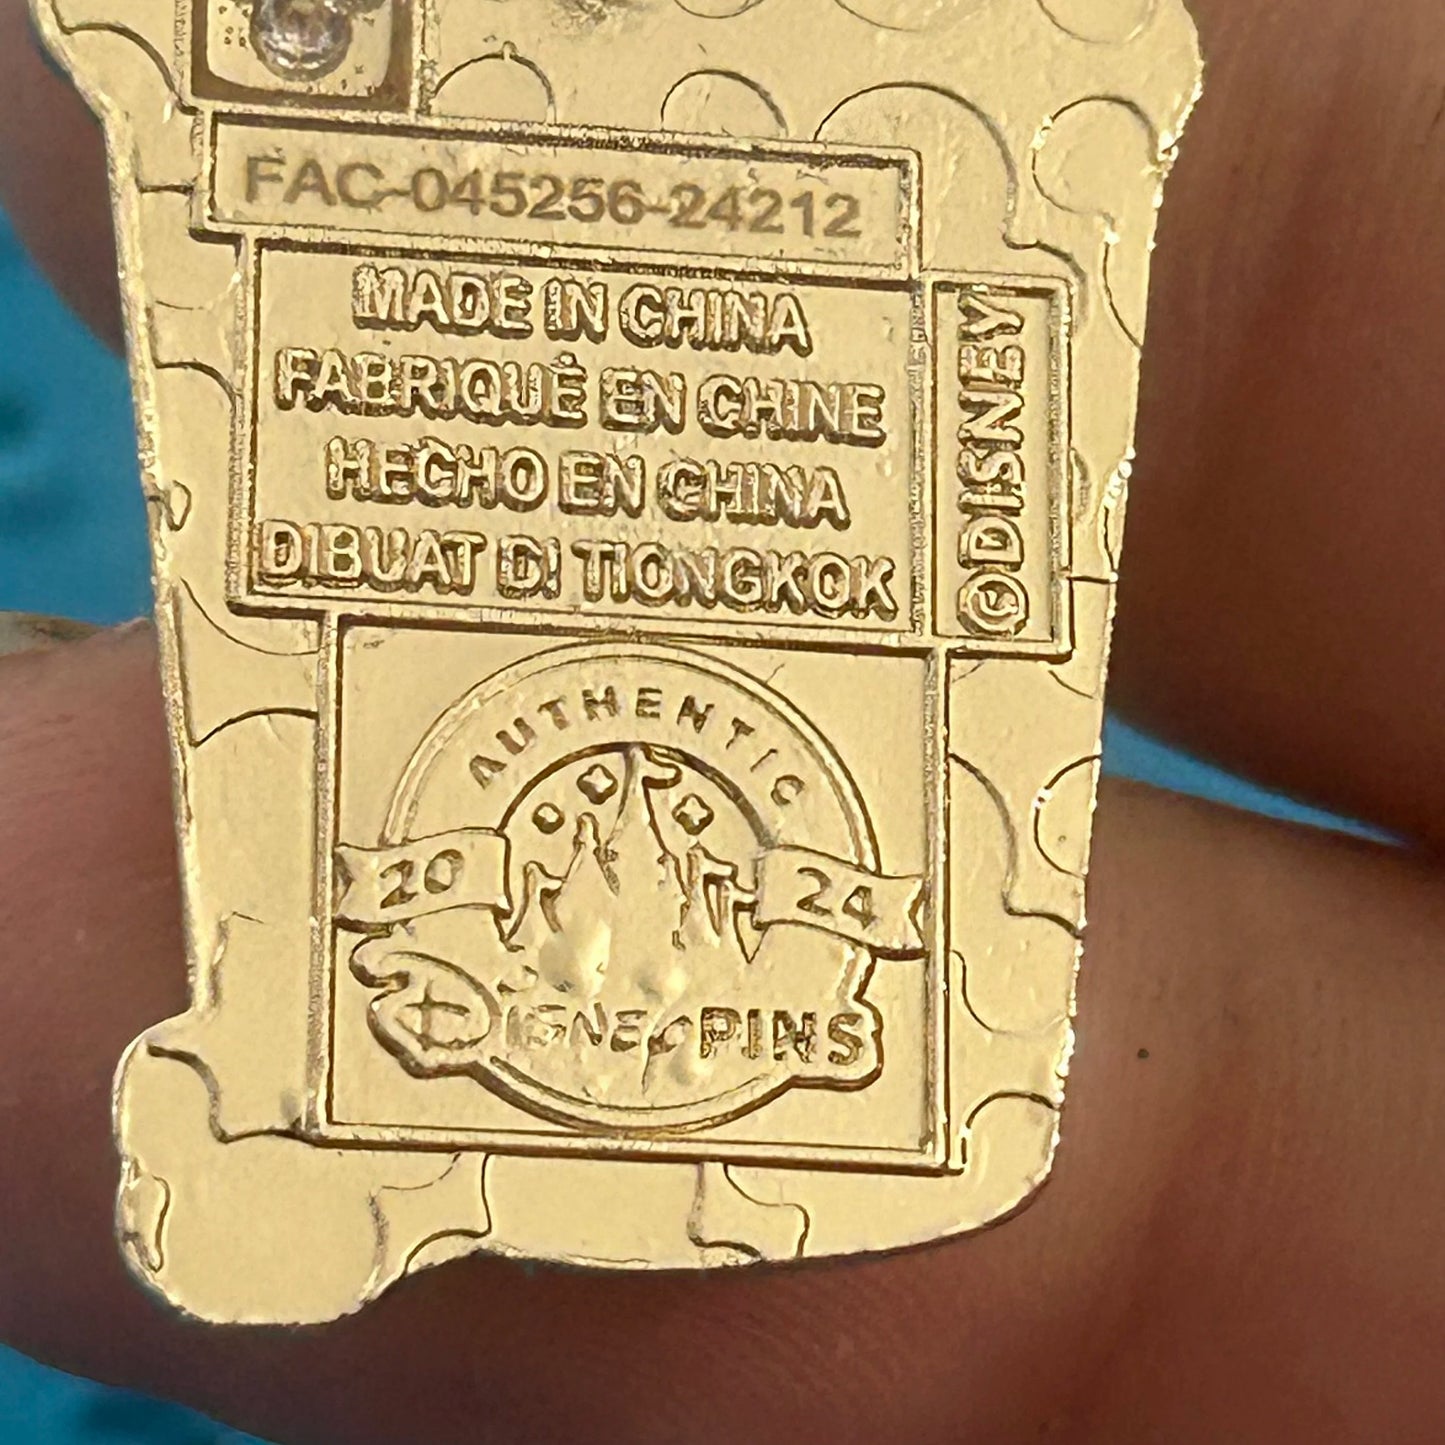 FAC-045256-24212
MADE IN CHINA
FABRIQUÉ EN CHINE
HECHO EN CHINA
DIBUAT DI TIONGKOK
©DISNEY
AUTHENTIC
20 24
DISNEY PINS